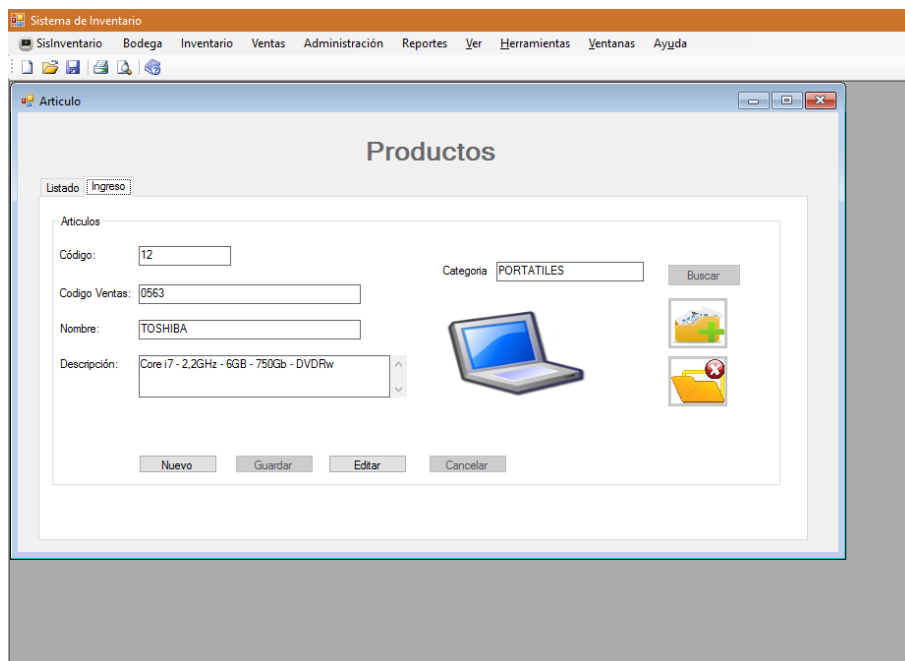 Sistema de Inventario
SisInventario Bodega Inventario Ventas Administración Reportes Ver Herramientas Ventanas Ayuda
Articulo
Productos
Listado Ingreso
Articulos
Código: 12
Categoria PORTATILES Buscar
Codigo Ventas: 0563
Nombre: TOSHIBA
Descripción: Core i7 - 2,2GHz - 6GB - 750Gb - DVDRw
Nuevo Guardar Editar Cancelar